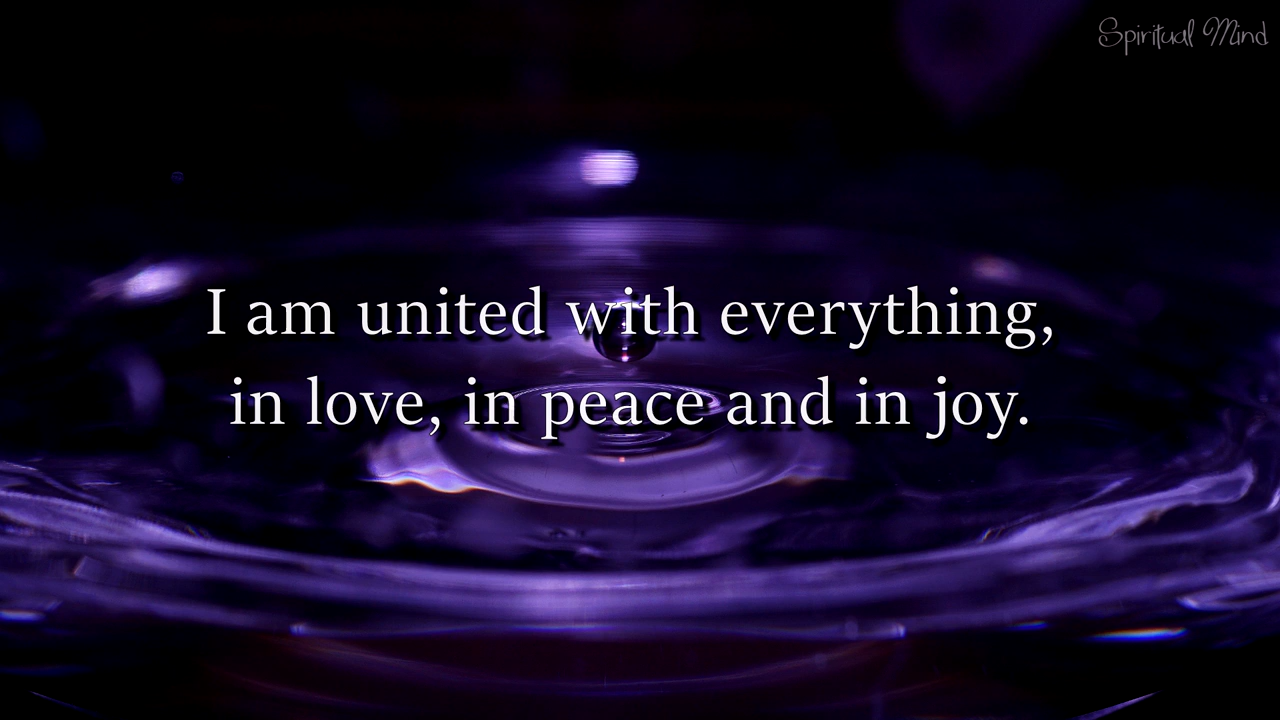 Spiritual Mind
I am united with everything,
in love, in peace and in joy.